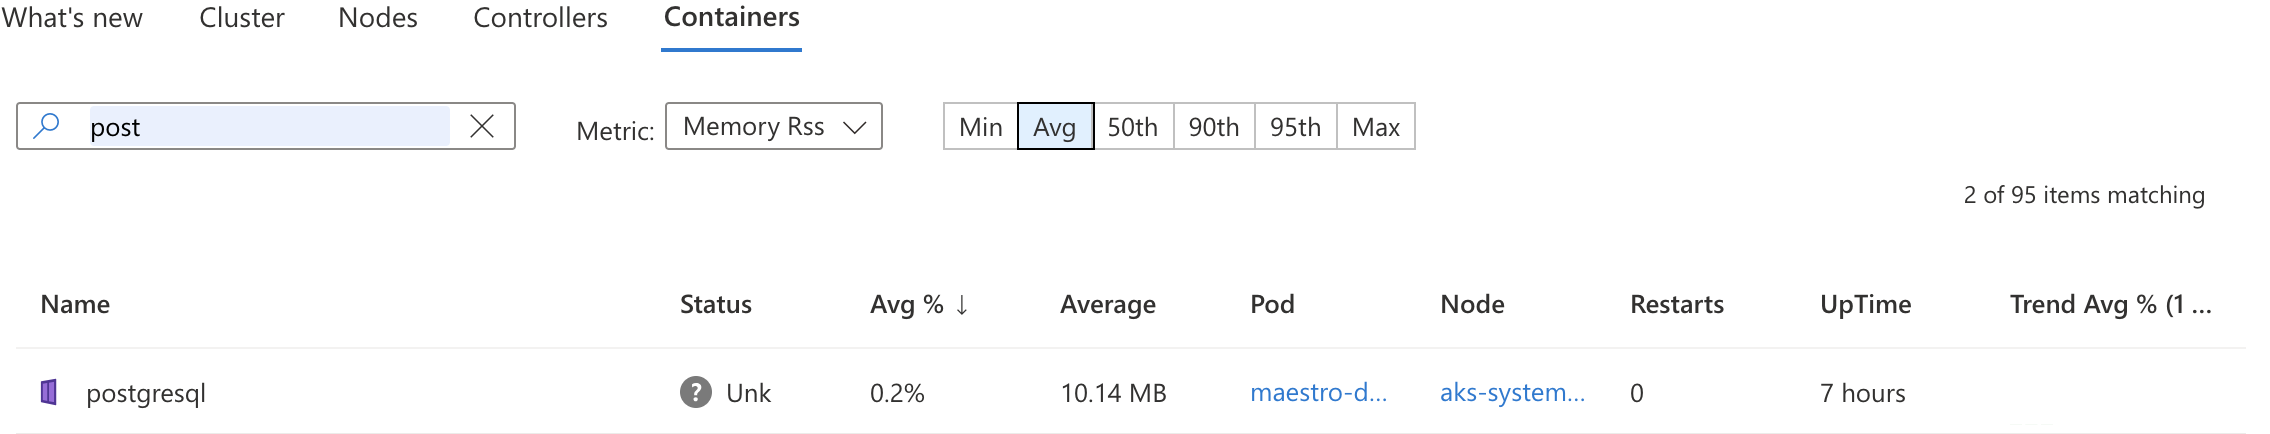 What's new Cluster Nodes Controllers Containers
post Metric: Memory Rss Min Avg 50th 90th 95th Max
2 of 95 items matching
Name Status Avg % ↓ Average Pod Node Restarts UpTime Trend Avg % (1 ...
postgresql ? Unk 0.2% 10.14 MB maestro-d... aks-system... 0 7 hours